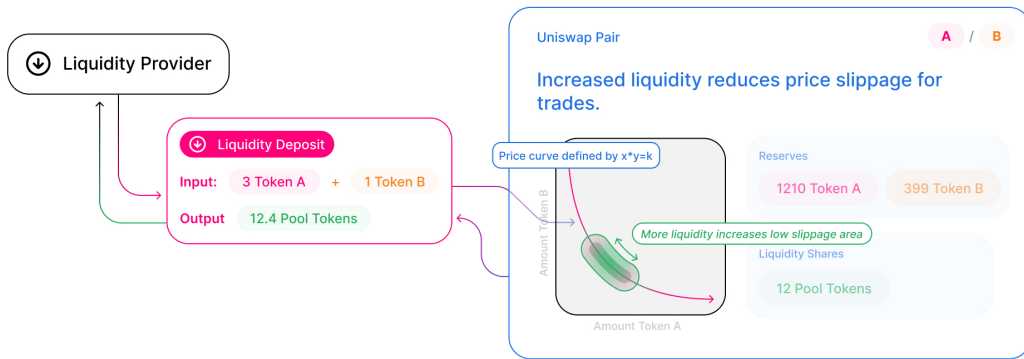 Liquidity Provider
Liquidity Deposit
Input: 3 Token A + 1 Token B
Output 12.4 Pool Tokens
Uniswap Pair
A / B
Increased liquidity reduces price slippage for
trades.
Price curve defined by x*y=k
Amount Token B
Amount Token A
More liquidity increases low slippage area
Reserves
1210 Token A 399 Token B
Liquidity Shares
12 Pool Tokens